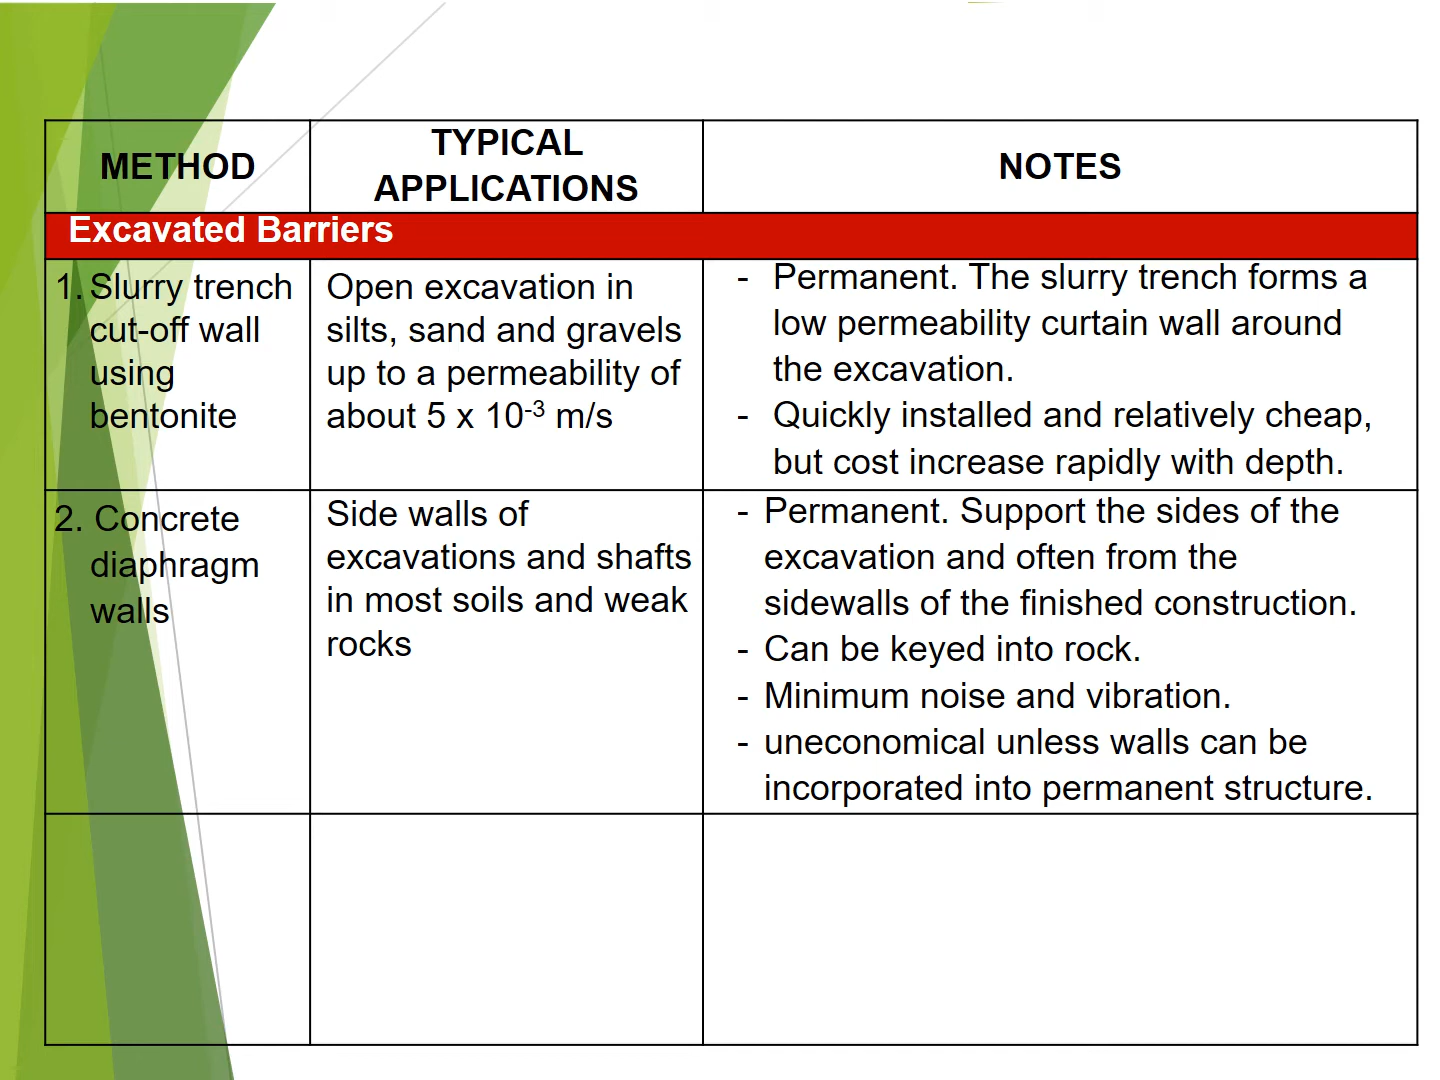 METHOD
TYPICAL
APPLICATIONS
NOTES
Excavated Barriers
1. Slurry trench
cut-off wall
using
bentonite
Open excavation in
silts, sand and gravels
up to a permeability of
about 5 x 10⁻³ m/s
- Permanent. The slurry trench forms a
low permeability curtain wall around
the excavation.
- Quickly installed and relatively cheap,
but cost increase rapidly with depth.
2. Concrete
diaphragm
walls
Side walls of
excavations and shafts
in most soils and weak
rocks
- Permanent. Support the sides of the
excavation and often from the
sidewalls of the finished construction.
- Can be keyed into rock.
- Minimum noise and vibration.
- uneconomical unless walls can be
incorporated into permanent structure.